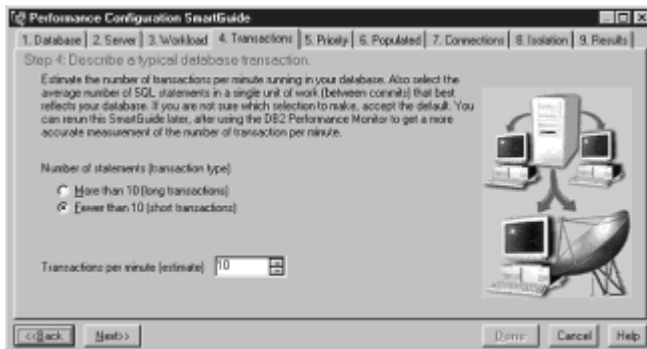 Performance Configuration SmartGuide
1. Database 2. Server 3. Workload 4. Transactions 5. Priority 6. Populated 7. Connections 8. Isolation 9. Results
Step 4: Describe a typical database transaction.
Estimate the number of transactions per minute running in your database. Also select the
average number of SQL statements in a single unit of work (between commits) that best
reflects your database. If you are not sure which selection to make, accept the default. You
can rerun this SmartGuide later, after using the DB2 Performance Monitor to get a more
accurate measurement of the number of transaction per minute.
Number of statements (transaction type)
More than 10 (long transactions)
Fewer than 10 (short transactions)
Transactions per minute (estimate) 10
<<Back Next>> Done Cancel Help